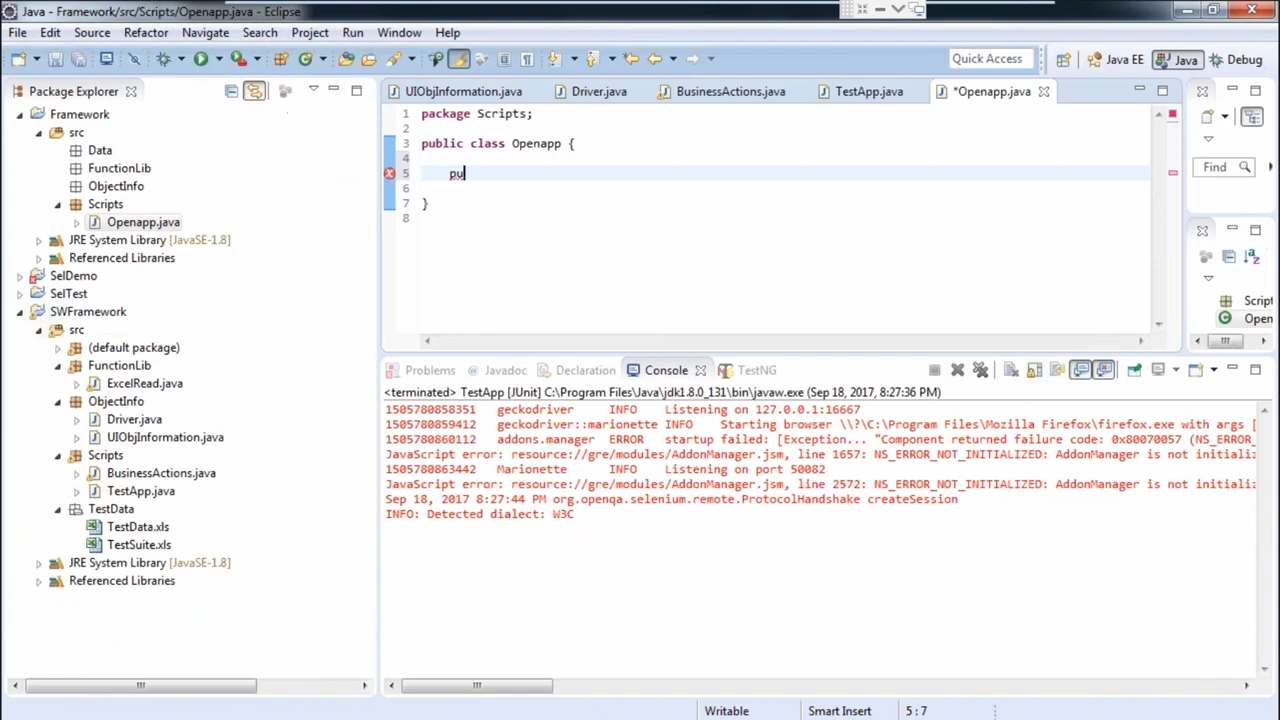 Java - Framework/src/Scripts/Openapp.java - Eclipse
File Edit Source Refactor Navigate Search Project Run Window Help
Quick Access
Java EE
Java
Debug
Package Explorer
UIObjInformation.java
Driver.java
BusinessActions.java
TestApp.java
*Openapp.java
Framework
src
Data
FunctionLib
ObjectInfo
Scripts
Openapp.java
JRE System Library [JavaSE-1.8]
Referenced Libraries
SelDemo
SelTest
SWFramework
src
(default package)
FunctionLib
ExcelRead.java
ObjectInfo
Driver.java
UIObjInformation.java
Scripts
BusinessActions.java
TestApp.java
TestData
TestData.xls
TestSuite.xls
JRE System Library [JavaSE-1.8]
Referenced Libraries
1 package Scripts;
2
3 public class Openapp {
4
5 pu
6
7 }
8
Find
Script
Open
Problems
Javadoc
Declaration
Console
TestNG
<terminated> TestApp [JUnit] C:\Program Files\Java\jdk1.8.0_131\bin\javaw.exe (Sep 18, 2017, 8:27:36 PM)
1505780858351 geckodriver INFO Listening on 127.0.0.1:16667
1505780859412 geckodriver::marionette INFO Starting browser \\?\C:\Program Files\Mozilla Firefox\firefox.exe with args [
1505780860112 addons.manager ERROR startup failed: [Exception... "Component returned failure code: 0x80070057 (NS_ERROR_
JavaScript error: resource://gre/modules/AddonManager.jsm, line 1657: NS_ERROR_NOT_INITIALIZED: AddonManager is not initializ
1505780863442 Marionette INFO Listening on port 50082
JavaScript error: resource://gre/modules/AddonManager.jsm, line 2572: NS_ERROR_NOT_INITIALIZED: AddonManager is not initializ
Sep 18, 2017 8:27:44 PM org.openqa.selenium.remote.ProtocolHandshake createSession
INFO: Detected dialect: W3C
Writable
Smart Insert
5 : 7